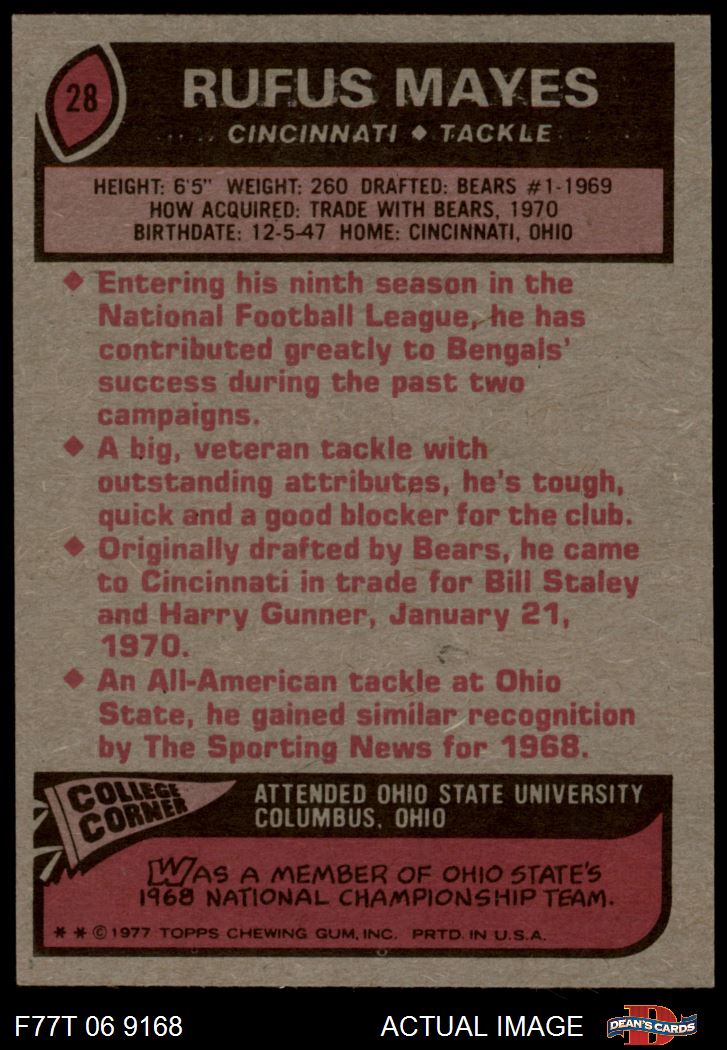 28
RUFUS MAYES
CINCINNATI ◆ TACKLE
HEIGHT: 6'5" WEIGHT: 260 DRAFTED: BEARS #1-1969
HOW ACQUIRED: TRADE WITH BEARS, 1970
BIRTHDATE: 12-5-47 HOME: CINCINNATI, OHIO
◆ Entering his ninth season in the
National Football League, he has
contributed greatly to Bengals'
success during the past two
campaigns.
◆ A big, veteran tackle with
outstanding attributes, he's tough,
quick and a good blocker for the club.
◆ Originally drafted by Bears, he came
to Cincinnati in trade for Bill Staley
and Harry Gunner, January 21,
1970.
◆ An All-American tackle at Ohio
State, he gained similar recognition
by The Sporting News for 1968.
COLLEGE
CORNER
ATTENDED OHIO STATE UNIVERSITY
COLUMBUS, OHIO
WAS A MEMBER OF OHIO STATE'S
1968 NATIONAL CHAMPIONSHIP TEAM.
* * © 1977 TOPPS CHEWING GUM, INC. PRTD. IN U.S.A.
F77T 06 9168
ACTUAL IMAGE
D
DEAN'S CARDS